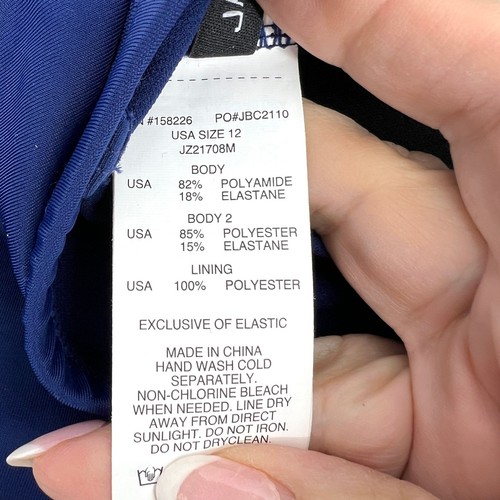 #158226 PO#JBC2110
USA SIZE 12
JZ21708M
BODY
USA 82% POLYAMIDE
18% ELASTANE
BODY 2
USA 85% POLYESTER
15% ELASTANE
LINING
USA 100% POLYESTER
EXCLUSIVE OF ELASTIC
MADE IN CHINA
HAND WASH COLD
SEPARATELY.
NON-CHLORINE BLEACH
WHEN NEEDED. LINE DRY
AWAY FROM DIRECT
SUNLIGHT. DO NOT IRON.
DO NOT DRYCLEAN.